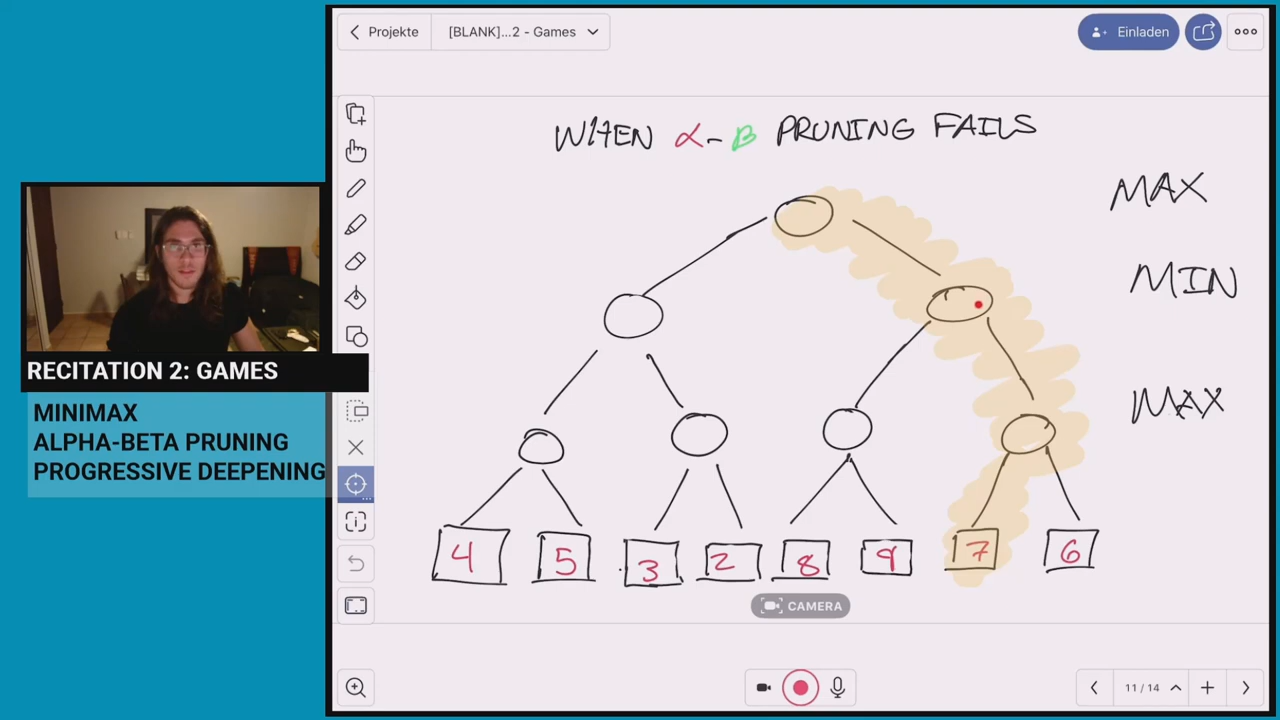 Projekte
[BLANK]...2 - Games
Einladen
WHEN α-β PRUNING FAILS
MAX
MIN
MAX
4 5 3 2 8 9 7 6
CAMERA
11 / 14
RECITATION 2: GAMES
MINIMAX
ALPHA-BETA PRUNING
PROGRESSIVE DEEPENING